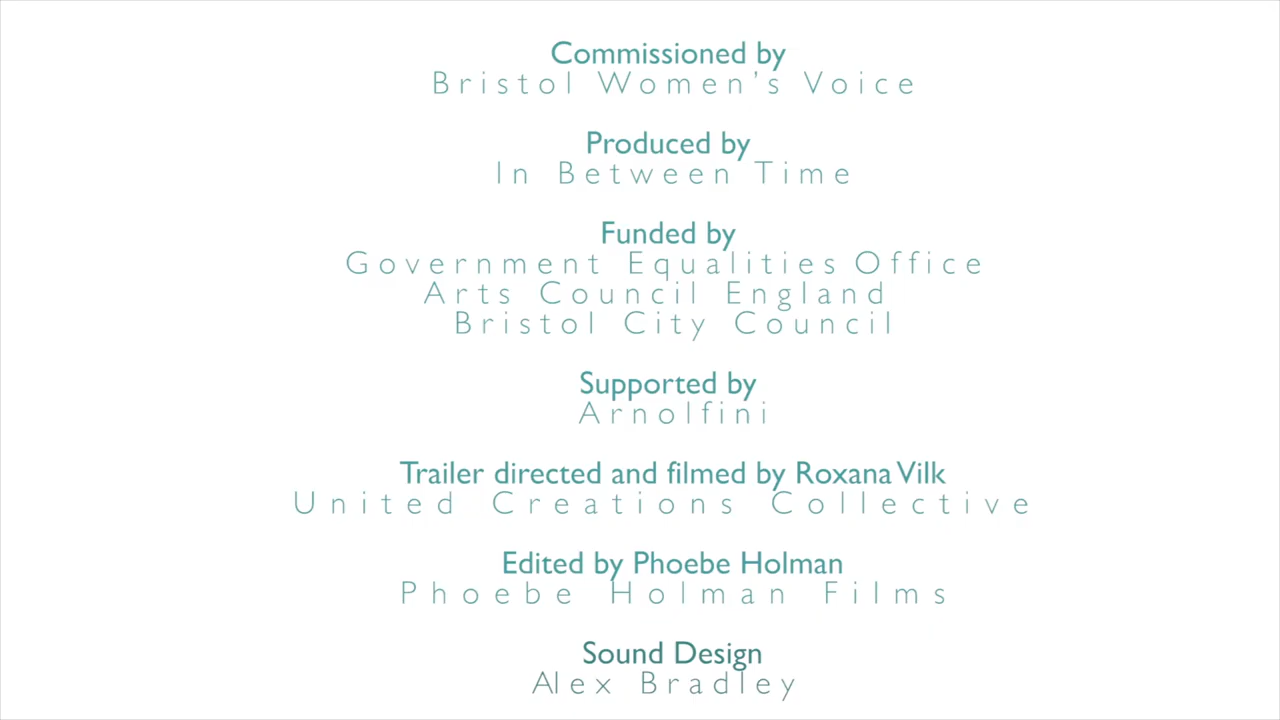 Commissioned by
Bristol Women's Voice
Produced by
In Between Time
Funded by
Government Equalities Office
Arts Council England
Bristol City Council
Supported by
Arnolfini
Trailer directed and filmed by Roxana Vilk
United Creations Collective
Edited by Phoebe Holman
Phoebe Holman Films
Sound Design
Alex Bradley